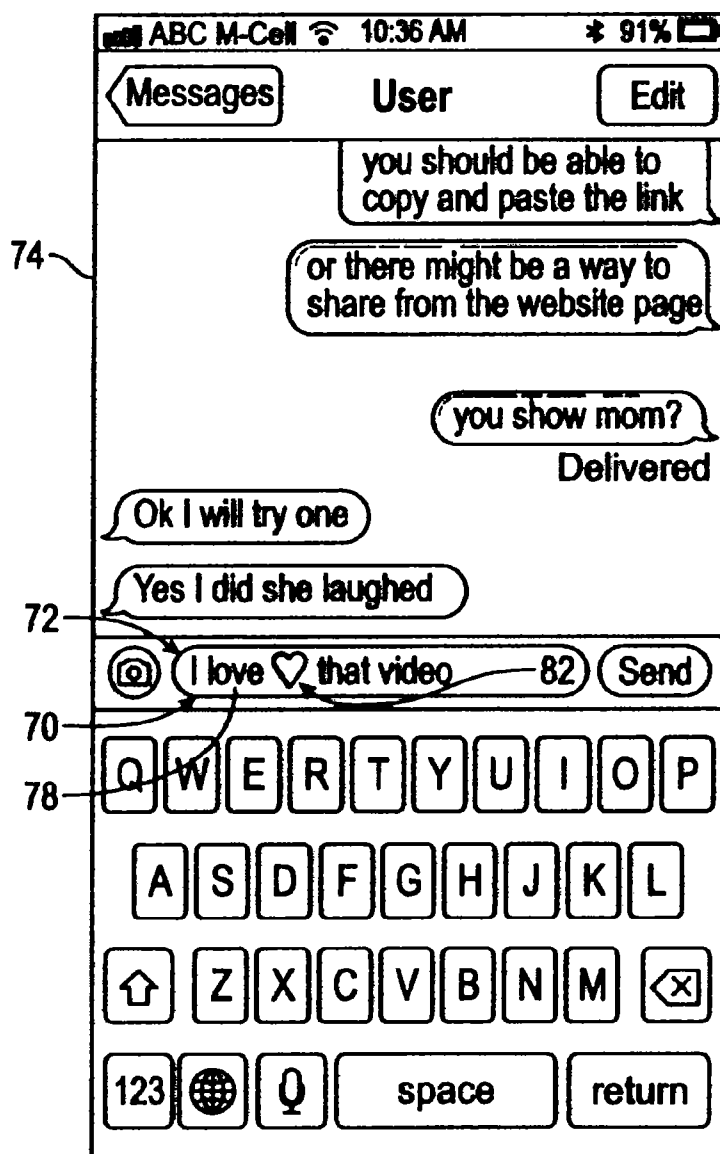 ABC M-Cell 10:36 AM 91%
Messages User Edit
you should be able to
copy and paste the link
74
or there might be a way to
share from the website page
you show mom?
Delivered
Ok I will try one
Yes I did she laughed
72
I love ♡ that video 82 Send
70
78
Q W E R T Y U I O P
A S D F G H J K L
Z X C V B N M
123 space return